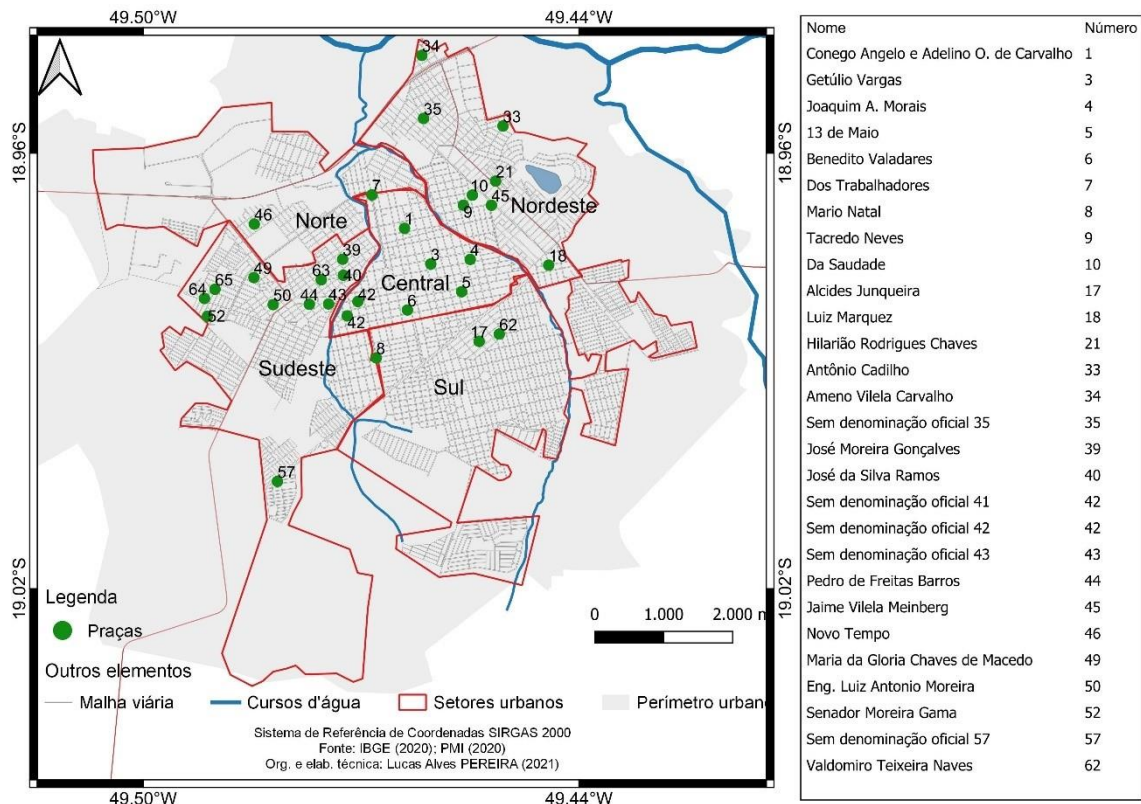 49.50°W 49.44°W
34
35
33
18.96°S
21
7
10
45
9
Nordeste
46
Norte
1
39
3
4
18
49
63
40
Central
65
64
5
50
44
43
42
6
52
42
62
17
8
Sudeste
Sul
57
19.02°S
Legenda
Praças
0 1.000 2.000 m
Outros elementos
Malha viária Cursos d'água Setores urbanos Perímetro urbano
Sistema de Referência de Coordenadas SIRGAS 2000
Fonte: IBGE (2020); PMI (2020)
Org. e elab. técnica: Lucas Alves PEREIRA (2021)
49.50°W 49.44°W
Nome Número
Conego Angelo e Adelino O. de Carvalho 1
Getúlio Vargas 3
Joaquim A. Morais 4
13 de Maio 5
Benedito Valadares 6
Dos Trabalhadores 7
Mario Natal 8
Tacredo Neves 9
Da Saudade 10
Alcides Junqueira 17
Luiz Marquez 18
Hilarião Rodrigues Chaves 21
Antônio Cadilho 33
Ameno Vilela Carvalho 34
Sem denominação oficial 35 35
José Moreira Gonçalves 39
José da Silva Ramos 40
Sem denominação oficial 41 42
Sem denominação oficial 42 42
Sem denominação oficial 43 43
Pedro de Freitas Barros 44
Jaime Vilela Meinberg 45
Novo Tempo 46
Maria da Gloria Chaves de Macedo 49
Eng. Luiz Antonio Moreira 50
Senador Moreira Gama 52
Sem denominação oficial 57 57
Valdomiro Teixeira Naves 62